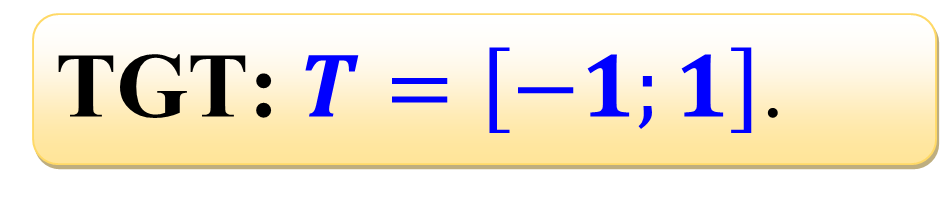 TGT: T = [−1; 1].